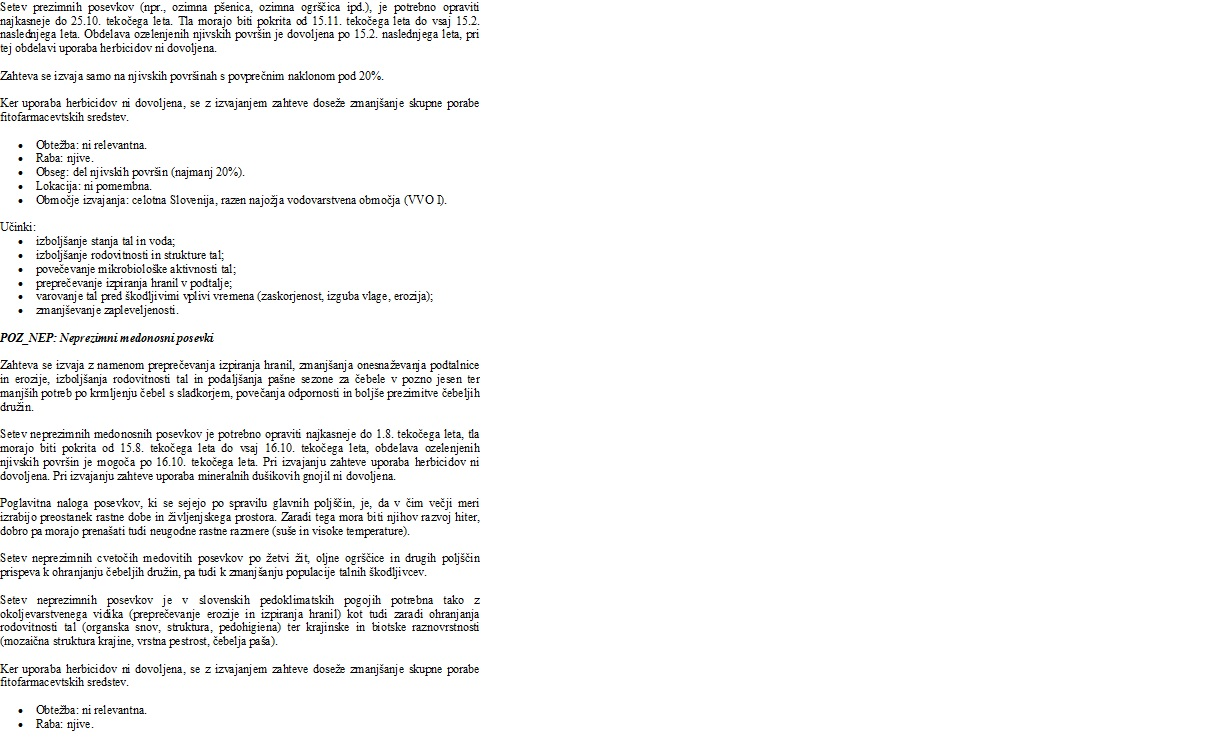 Setev prezimnih posevkov (npr., ozimna pšenica, ozimna ogrščica ipd.), je potrebno opraviti
najkasneje do 25.10. tekočega leta. Tla morajo biti pokrita od 15.11. tekočega leta do vsaj 15.2.
naslednjega leta. Obdelava ozelenjenih njivskih površin je dovoljena po 15.2. naslednjega leta, pri
tej obdelavi uporaba herbicidov ni dovoljena.
Zahteva se izvaja samo na njivskih površinah s povprečnim naklonom pod 20%.
Ker uporaba herbicidov ni dovoljena, se z izvajanjem zahteve doseže zmanjšanje skupne porabe
fitofarmacevtskih sredstev.
• Obtežba: ni relevantna.
• Raba: njive.
• Obseg: del njivskih površin (najmanj 20%).
• Lokacija: ni pomembna.
• Območje izvajanja: celotna Slovenija, razen najožja vodovarstvena območja (VVO I).
Učinki:
• izboljšanje stanja tal in voda;
• izboljšanje rodovitnosti in strukture tal;
• povečevanje mikrobiološke aktivnosti tal;
• preprečevanje izpiranja hranil v podtalje;
• varovanje tal pred škodljivimi vplivi vremena (zaskorjenost, izguba vlage, erozija);
• zmanjševanje zapleveljenosti.
POZ_NEP: Neprezimni medonosni posevki
Zahteva se izvaja z namenom preprečevanja izpiranja hranil, zmanjšanja onesnaževanja podtalnice
in erozije, izboljšanja rodovitnosti tal in podaljšanja pašne sezone za čebele v pozno jesen ter
manjših potreb po krmljenju čebel s sladkorjem, povečanja odpornosti in boljše prezimitve čebeljih
družin.
Setev neprezimnih medonosnih posevkov je potrebno opraviti najkasneje do 1.8. tekočega leta, tla
morajo biti pokrita od 15.8. tekočega leta do vsaj 16.10. tekočega leta, obdelava ozelenjenih
njivskih površin je mogoča po 16.10. tekočega leta. Pri izvajanju zahteve uporaba herbicidov ni
dovoljena. Pri izvajanju zahteve uporaba mineralnih dušikovih gnojil ni dovoljena.
Poglavitna naloga posevkov, ki se sejejo po spravilu glavnih poljščin, je, da v čim večji meri
izrabijo preostanek rastne dobe in življenjskega prostora. Zaradi tega mora biti njihov razvoj hiter,
dobro pa morajo prenašati tudi neugodne rastne razmere (suše in visoke temperature).
Setev neprezimnih cvetočih medovitih posevkov po žetvi žit, oljne ogrščice in drugih poljščin
prispeva k ohranjanju čebeljih družin, pa tudi k zmanjšanju populacije talnih škodljivcev.
Setev neprezimnih posevkov je v slovenskih pedoklimatskih pogojih potrebna tako z
okoljevarstvenega vidika (preprečevanje erozije in izpiranja hranil) kot tudi zaradi ohranjanja
rodovitnosti tal (organska snov, struktura, pedohigiena) ter krajinske in biotske raznovrstnosti
(mozaična struktura krajine, vrstna pestrost, čebelja paša).
Ker uporaba herbicidov ni dovoljena, se z izvajanjem zahteve doseže zmanjšanje skupne porabe
fitofarmacevtskih sredstev.
• Obtežba: ni relevantna.
• Raba: njive.